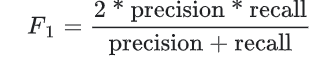 F₁ = 2 * precision * recall
precision + recall